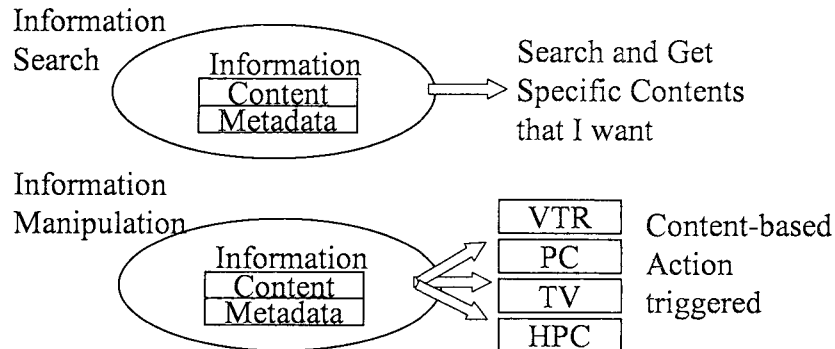 Information
Search
Information
Content
Metadata
Search and Get
Specific Contents
that I want
Information
Manipulation
Information
Content
Metadata
VTR
PC
TV
HPC
Content-based
Action
triggered